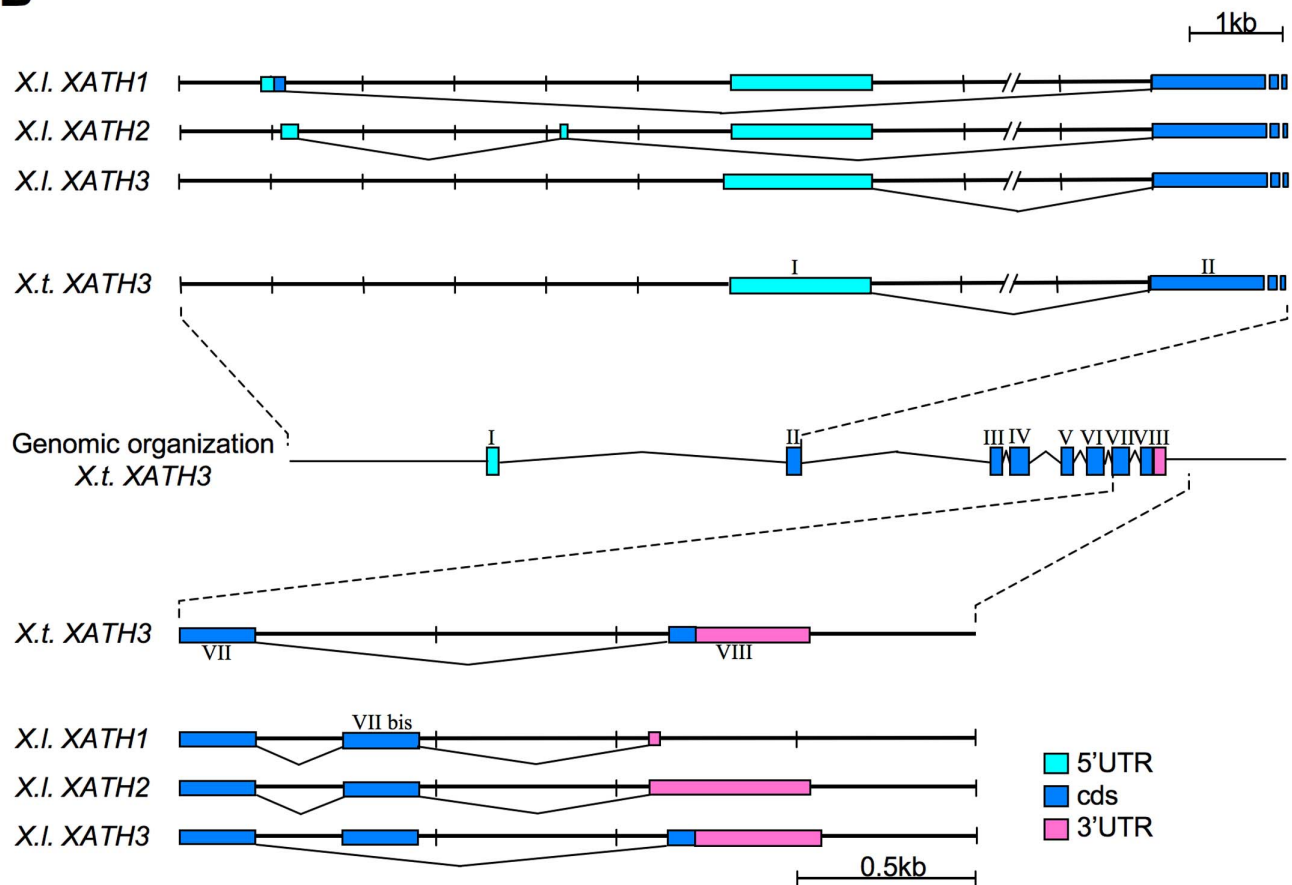 B
1kb
X.l. XATH1
X.l. XATH2
X.l. XATH3
X.t. XATH3
I
II
Genomic organization
X.t. XATH3
I
II
III IV V VI VII VIII
X.t. XATH3
VII
VIII
X.l. XATH1
VII bis
X.l. XATH2
X.l. XATH3
5'UTR
cds
3'UTR
0.5kb